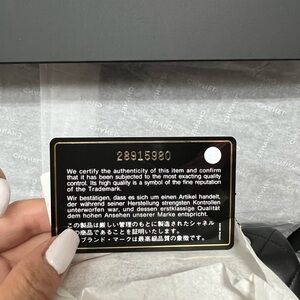 28915980
We certify the authenticity of this item and confirm
that it has been subjected to the most exacting quality
control. Its high quality is a symbol of the fine reputation
of the Trademark.
Wir bestätigen, dass es sich um einen Artikel handelt,
der während seiner Herstellung strengsten Kontrollen
unterworfen war, und dessen erstklassige Qualität
dem hohen Ansehen unserer Marke entspricht.
この製品は厳しい管理のもとに製造されたシャネル
の商品であることを証明いたします。
ブランド・マークは最高級品質の象徴です。